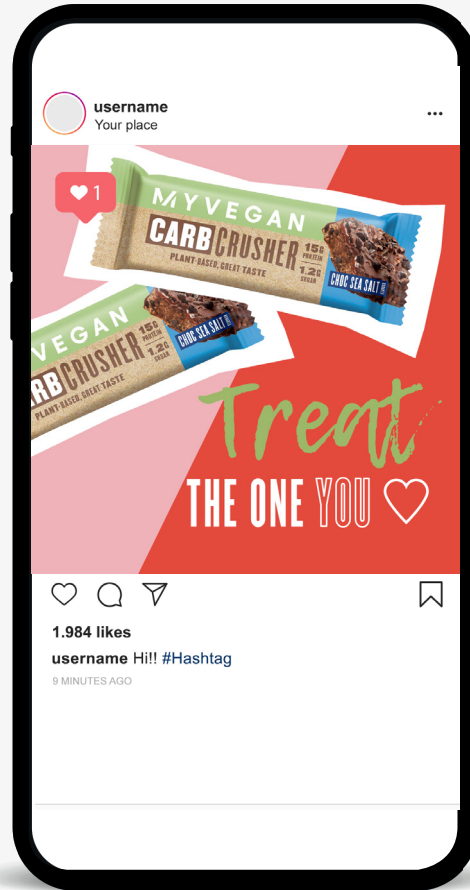 username
Your place
1
MYVEGAN
CARB CRUSHER
PLANT-BASED, GREAT TASTE
15G
PROTEIN
1.2G
SUGAR
CHOC SEA SALT
VEGAN
RB CRUSHER
PLANT-BASED, GREAT TASTE
15G
PROTEIN
1.2G
SUGAR
CHOC SEA SALT
Treat
THE ONE YOU
1.984 likes
username Hi!! #Hashtag
9 MINUTES AGO